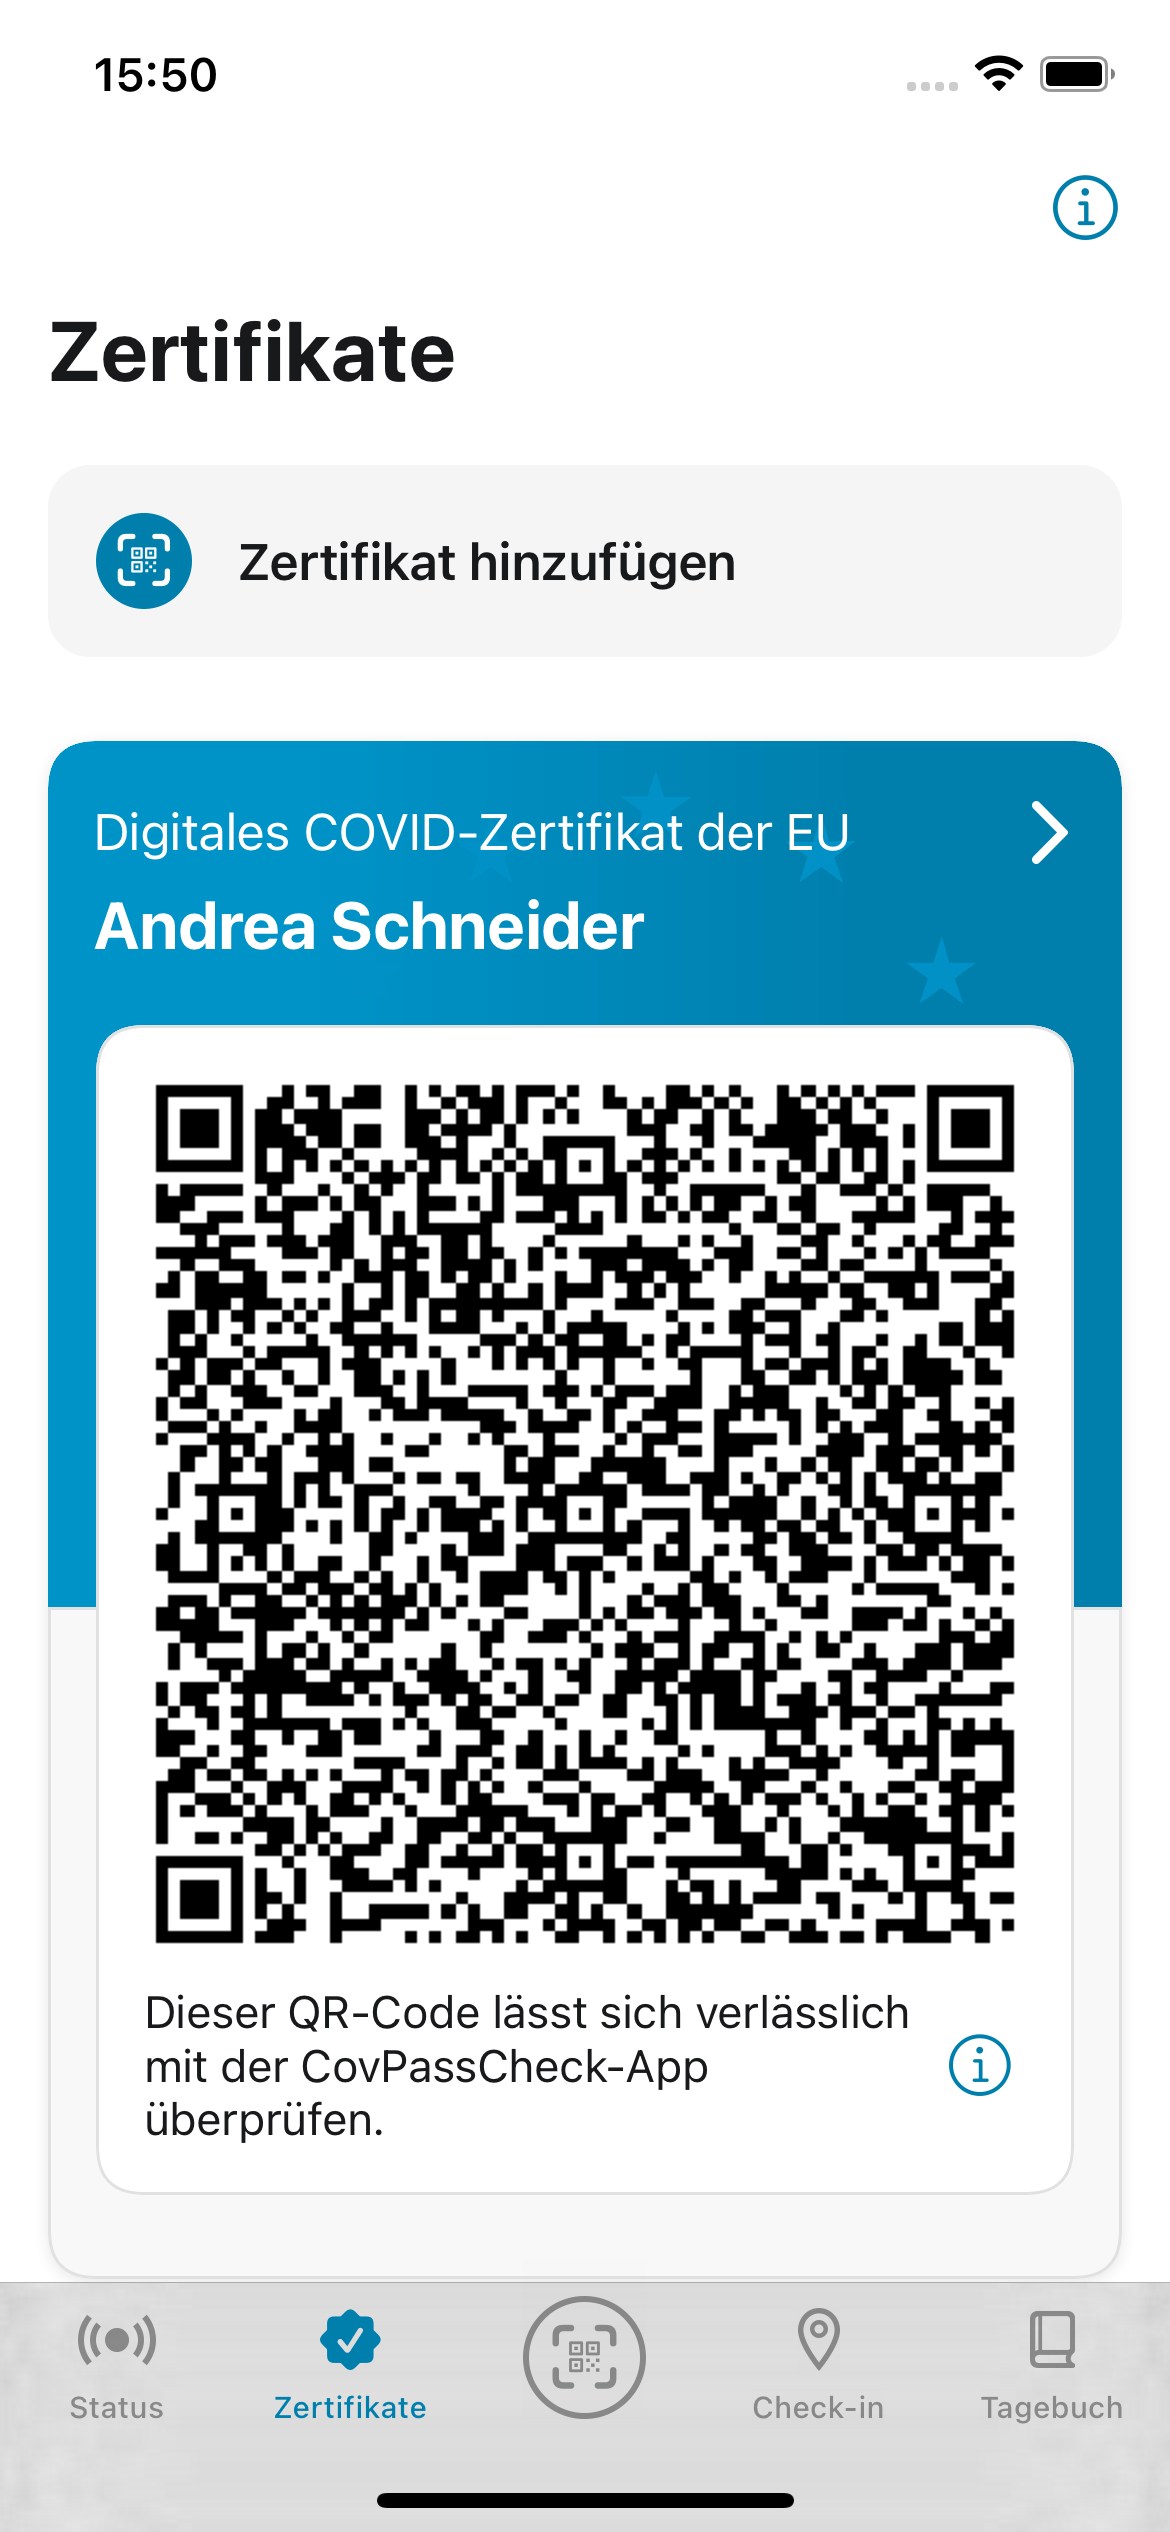 15:50
Zertifikate
Zertifikat hinzufügen
Digitales COVID-Zertifikat der EU
Andrea Schneider
Dieser QR-Code lässt sich verlässlich
mit der CovPassCheck-App
überprüfen.
Status
Zertifikate
Check-in
Tagebuch